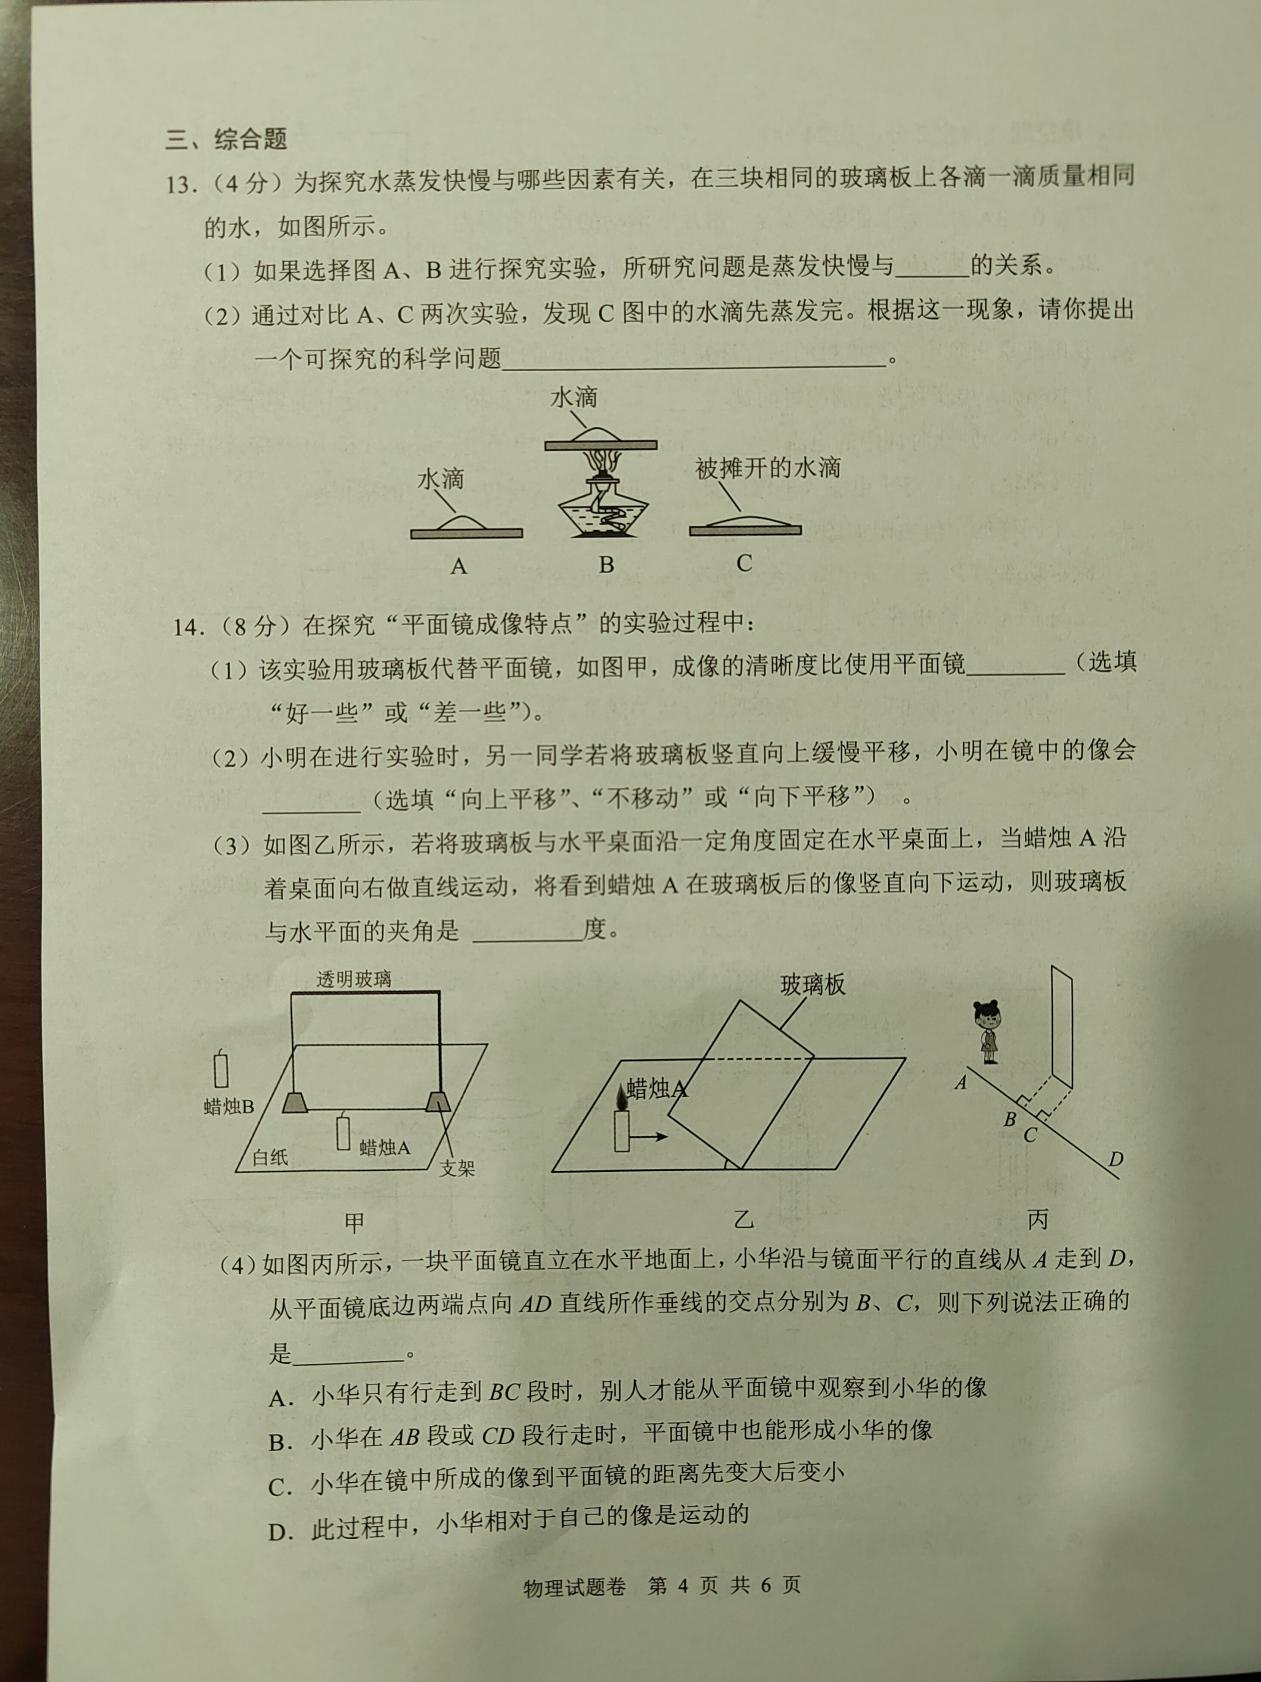 三、综合题
13．（4 分）为探究水蒸发快慢与哪些因素有关，在三块相同的玻璃板上各滴一滴质量相同
的水，如图所示。
（1）如果选择图 A、B 进行探究实验，所研究问题是蒸发快慢与______的关系。
（2）通过对比 A、C 两次实验，发现 C 图中的水滴先蒸发完。根据这一现象，请你提出
一个可探究的科学问题______________________________。
水滴
水滴
被摊开的水滴
A
B
C
14．（8 分）在探究“平面镜成像特点”的实验过程中：
（1）该实验用玻璃板代替平面镜，如图甲，成像的清晰度比使用平面镜________（选填
“好一些”或“差一些”）。
（2）小明在进行实验时，另一同学若将玻璃板竖直向上缓慢平移，小明在镜中的像会
________（选填“向上平移”、“不移动”或“向下平移”） 。
（3）如图乙所示，若将玻璃板与水平桌面沿一定角度固定在水平桌面上，当蜡烛 A 沿
着桌面向右做直线运动，将看到蜡烛 A 在玻璃板后的像竖直向下运动，则玻璃板
与水平面的夹角是 _________度。
透明玻璃
蜡烛B
白纸
蜡烛A
支架
甲
玻璃板
蜡烛A
乙
A
B
C
D
丙
（4）如图丙所示，一块平面镜直立在水平地面上，小华沿与镜面平行的直线从 A 走到 D，
从平面镜底边两端点向 AD 直线所作垂线的交点分别为 B、C，则下列说法正确的
是_________。
A．小华只有行走到 BC 段时，别人才能从平面镜中观察到小华的像
B．小华在 AB 段或 CD 段行走时，平面镜中也能形成小华的像
C．小华在镜中所成的像到平面镜的距离先变大后变小
D．此过程中，小华相对于自己的像是运动的
物理试题卷 第 4 页 共 6 页